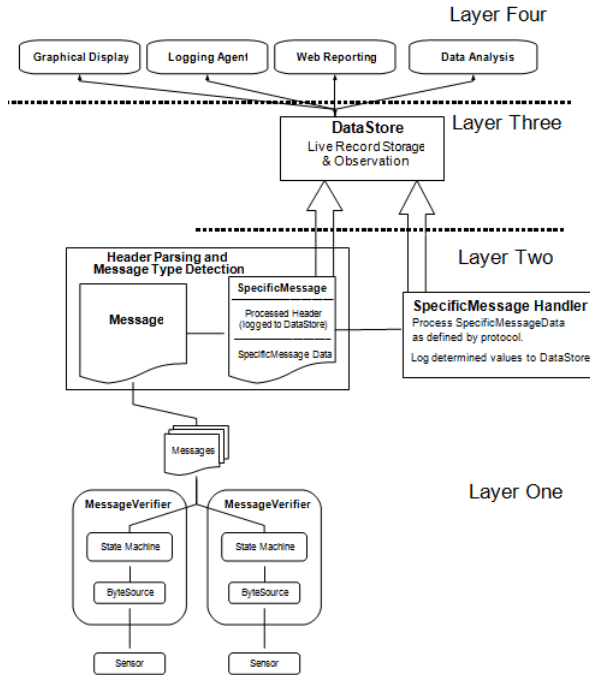 Layer Four
Graphical Display
Logging Agent
Web Reporting
Data Analysis
Layer Three
DataStore
Live Record Storage
& Observation
Layer Two
Header Parsing and
Message Type Detection
Message
SpecificMessage
Processed Header
(logged to DataStore)
SpecificMessage Data
SpecificMessage Handler
Process SpecificMessageData
as defined by protocol.
Log determined values to DataStore
Messages
Layer One
MessageVerifier
MessageVerifier
State Machine
State Machine
ByteSource
ByteSource
Sensor
Sensor